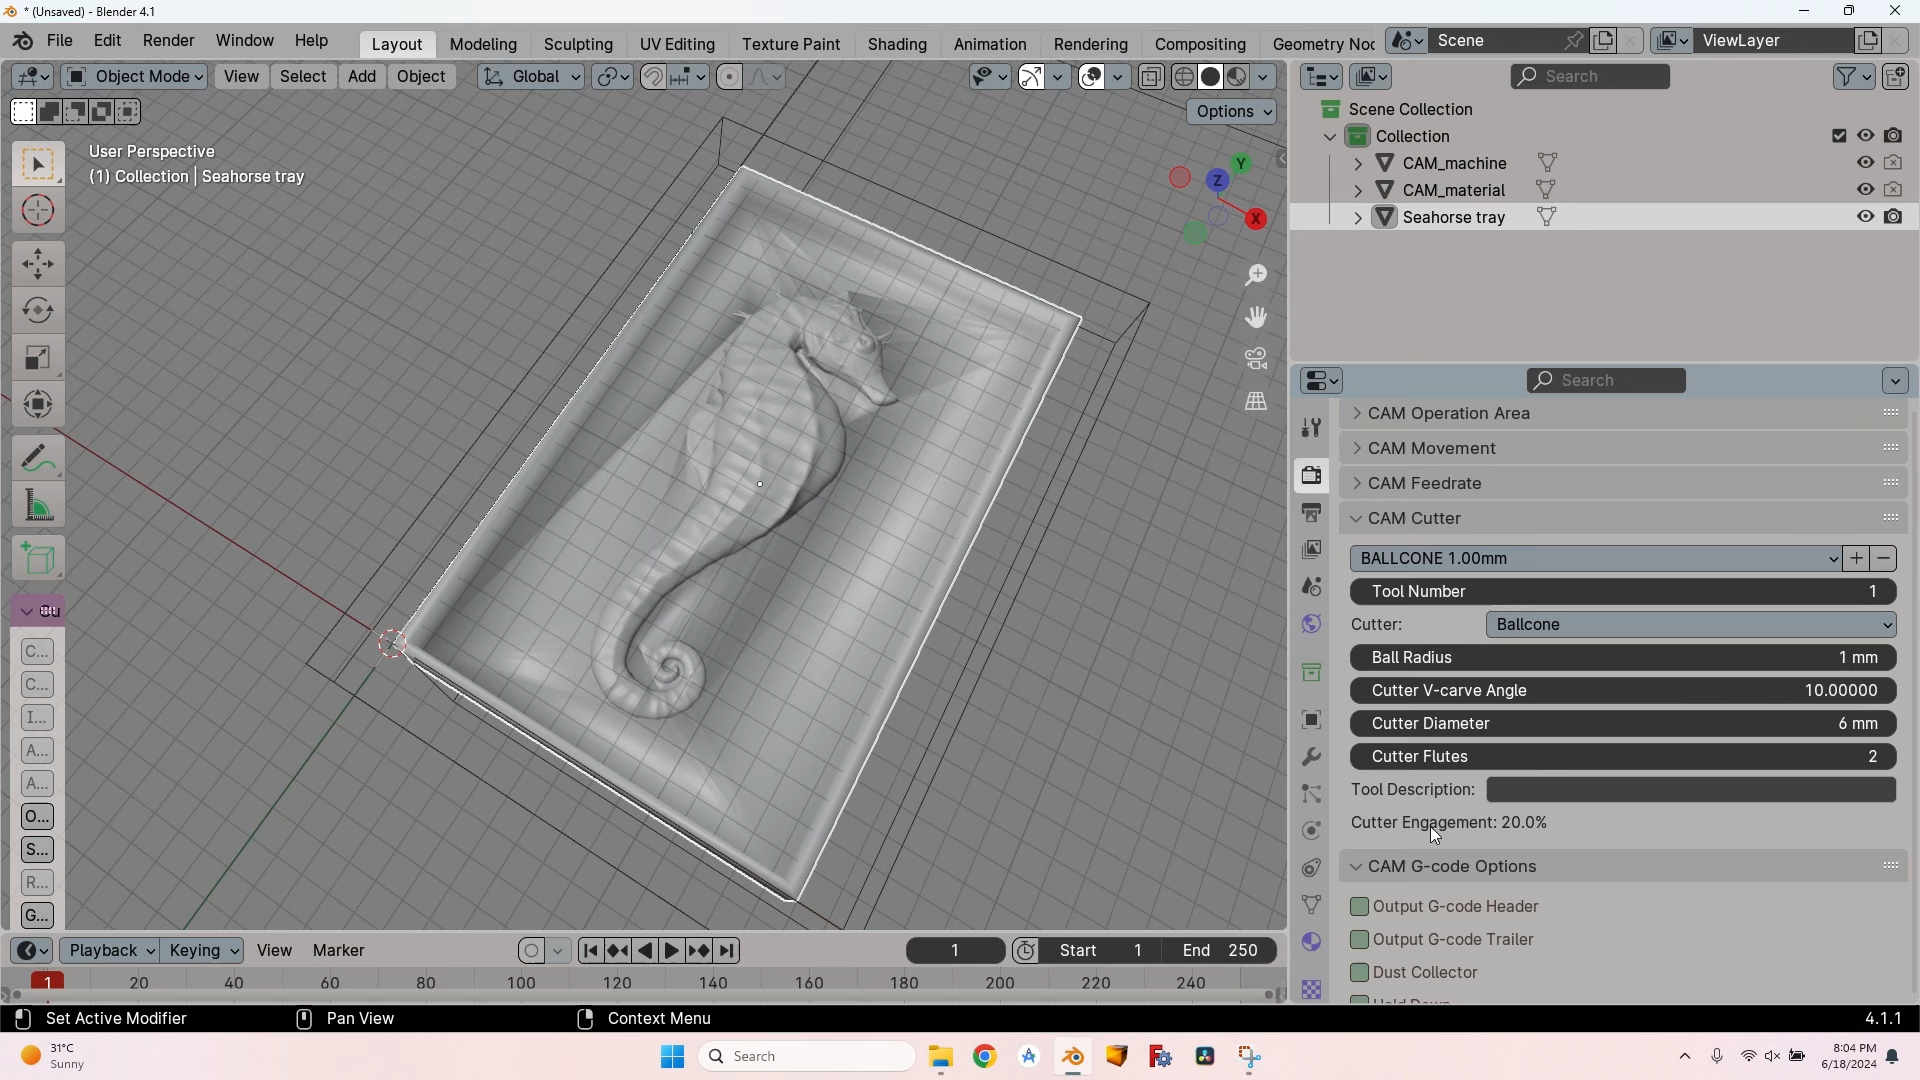 * (Unsaved) - Blender 4.1
File Edit Render Window Help
Layout Modeling Sculpting UV Editing Texture Paint Shading Animation Rendering Compositing Geometry Noc
Scene
ViewLayer
Object Mode View Select Add Object
Global
Search
Options
User Perspective
(1) Collection | Seahorse tray
Y
Z
X
Scene Collection
Collection
CAM_machine
CAM_material
Seahorse tray
Search
CAM Operation Area
CAM Movement
CAM Feedrate
CAM Cutter
BALLCONE 1.00mm
Tool Number 1
Cutter: Ballcone
Ball Radius 1 mm
Cutter V-carve Angle 10.00000
Cutter Diameter 6 mm
Cutter Flutes 2
Tool Description:
Cutter Engagement: 20.0%
CAM G-code Options
Output G-code Header
Output G-code Trailer
Dust Collector
Hold Down
C...
C...
I...
A...
A...
O...
S...
R...
G...
Playback Keying View Marker
1
Start 1
End 250
1 20 40 60 80 100 120 140 160 180 200 220 240
Set Active Modifier
Pan View
Context Menu
4.1.1
31°C
Sunny
Search
8:04 PM
6/18/2024